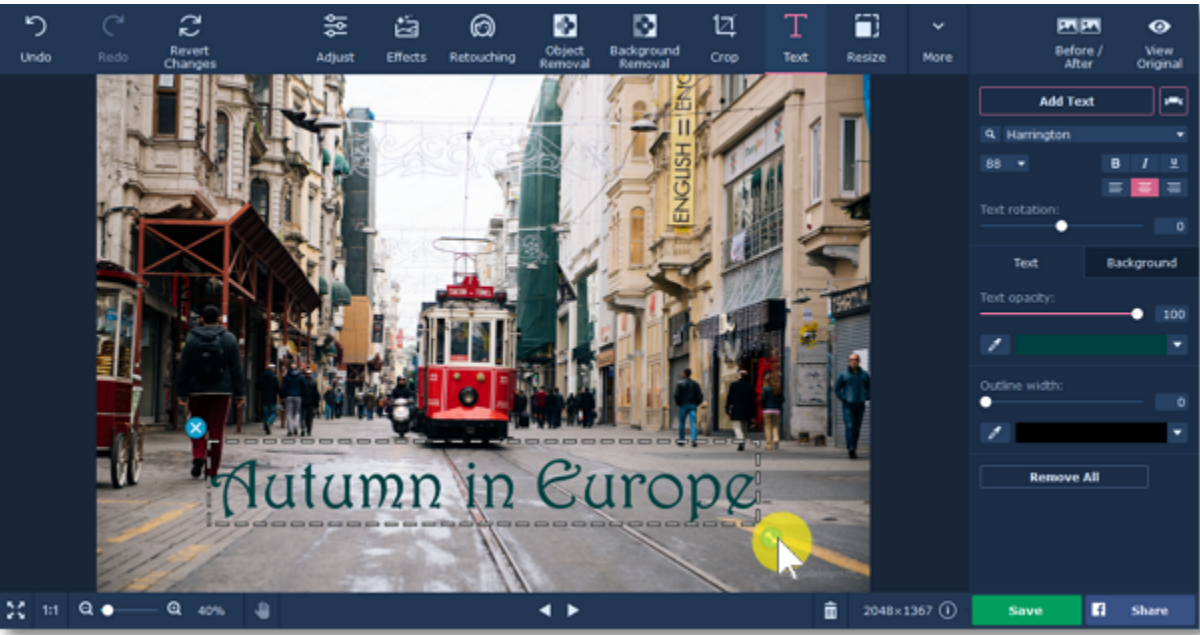 Undo
Redo
Revert
Changes
Adjust
Effects
Retouching
Object
Removal
Background
Removal
Crop
Text
Resize
More
Before /
After
View
Original
Add Text
Harrington
88
B I U
Text rotation:
0
Text Background
Text opacity:
100
Outline width:
0
Remove All
ENGLISH = ENG
Autumn in Europe
1:1
40%
2048×1367
Save
f Share